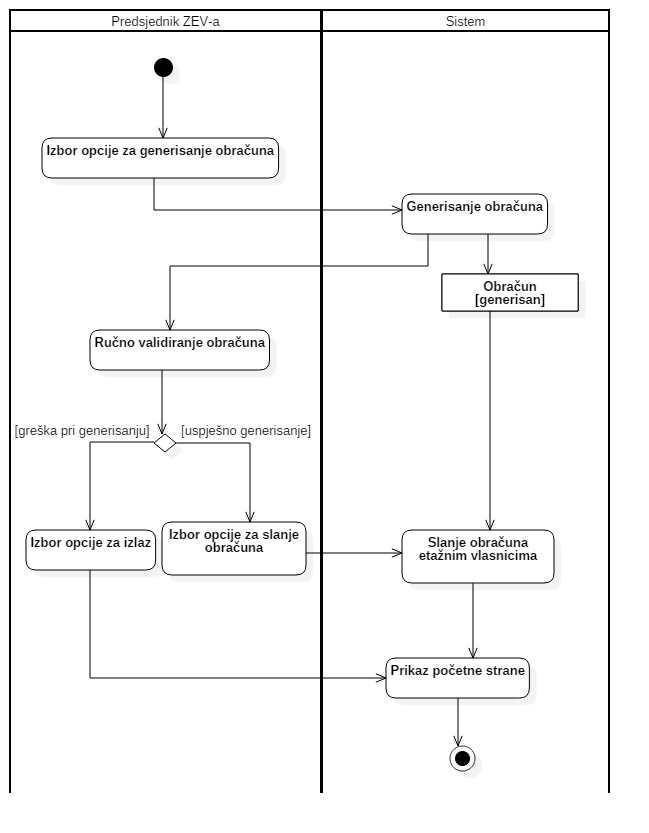 Predsjednik ZEV-a
Sistem
Izbor opcije za generisanje obračuna
Generisanje obračuna
Obračun
[generisan]
Ručno validiranje obračuna
[greška pri generisanju]
[uspješno generisanje]
Izbor opcije za izlaz
Izbor opcije za slanje
obračuna
Slanje obračuna
etažnim vlasnicima
Prikaz početne strane